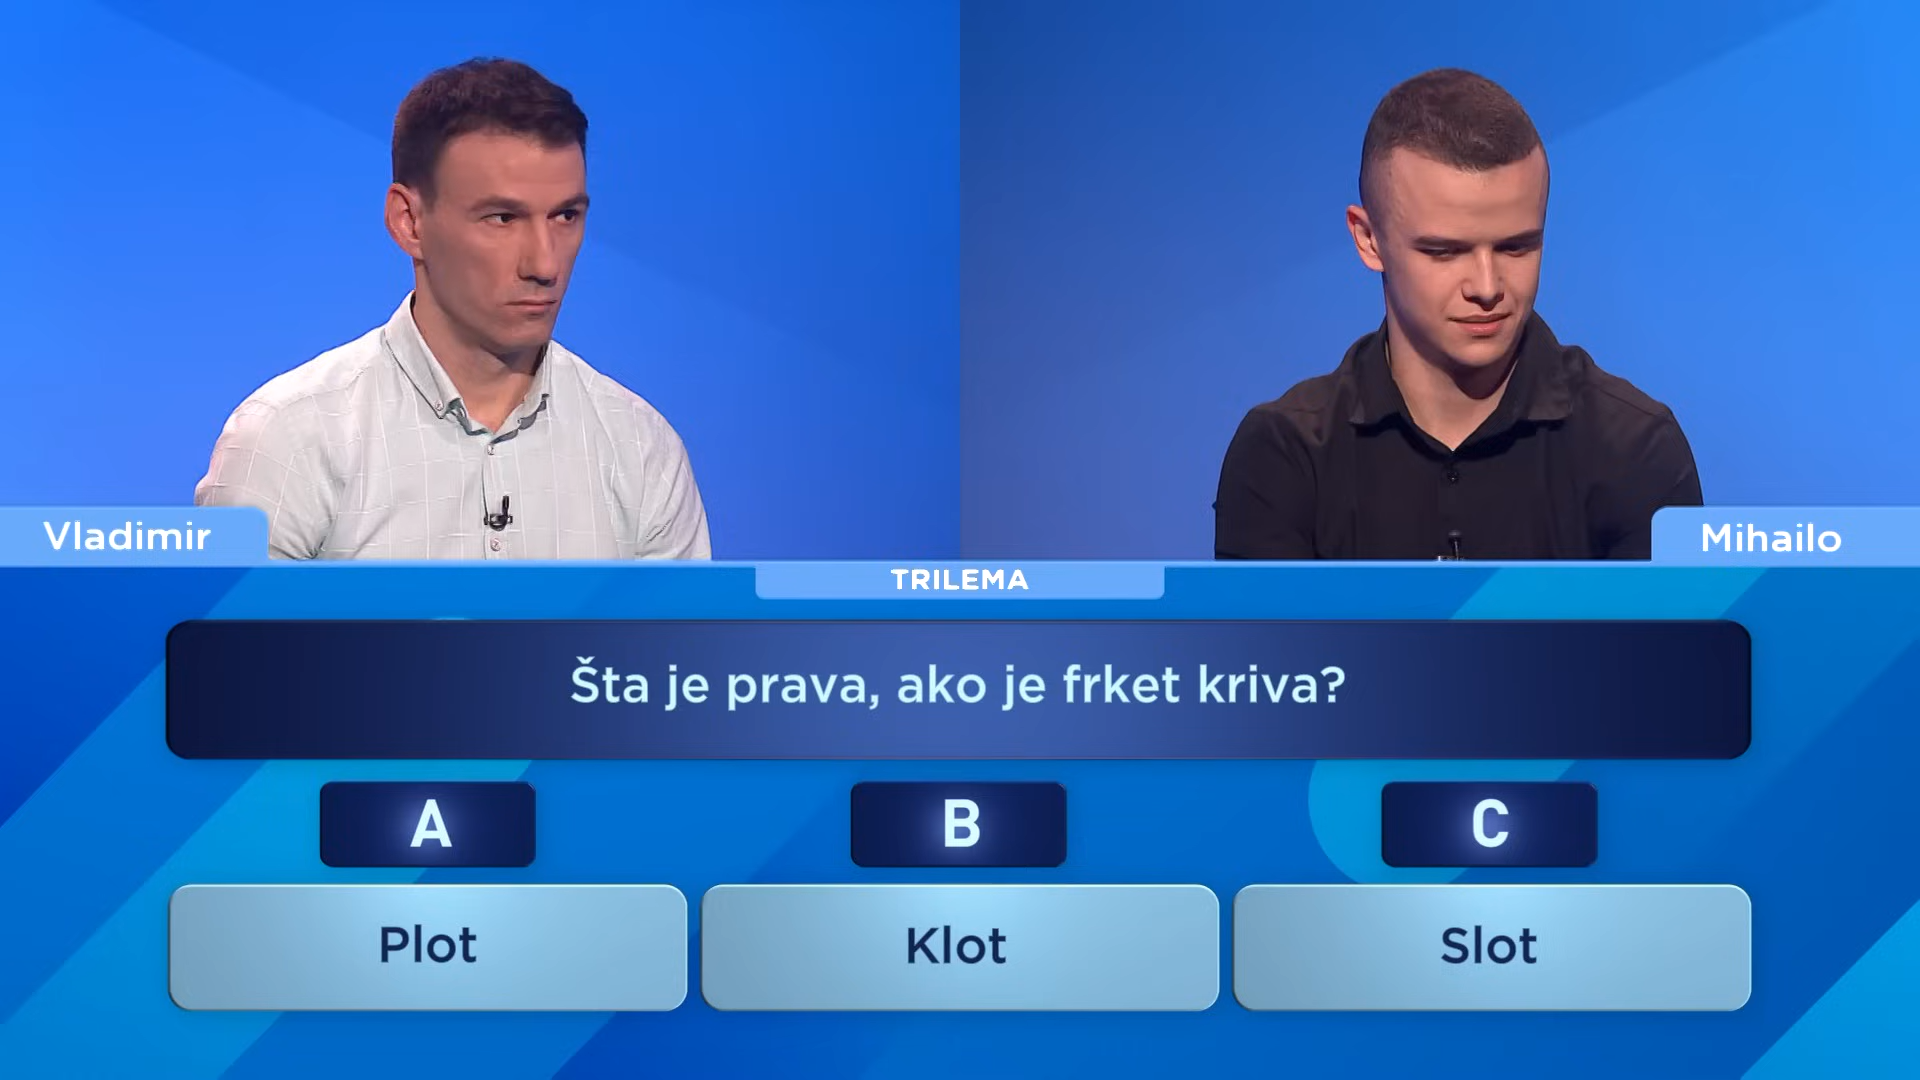 Vladimir
Mihailo
TRILEMA
Šta je prava, ako je frket kriva?
A
B
C
Plot
Klot
Slot